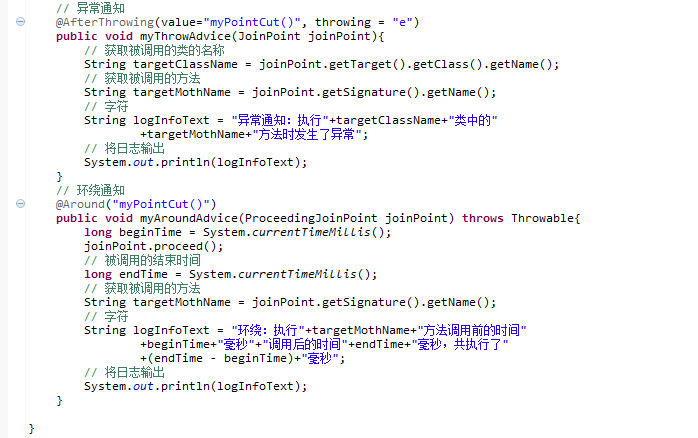 // 异常通知
@AfterThrowing(value="myPointCut()", throwing = "e")
public void myThrowAdvice(JoinPoint joinPoint){
// 获取被调用的类的名称
String targetClassName = joinPoint.getTarget().getClass().getName();
// 获取被调用的方法
String targetMothName = joinPoint.getSignature().getName();
// 字符
String logInfoText = "异常通知: 执行"+targetClassName+"类中的"
+targetMothName+"方法时发生了异常";
// 将日志输出
System.out.println(logInfoText);
}
// 环绕通知
@Around("myPointCut()")
public void myAroundAdvice(ProceedingJoinPoint joinPoint) throws Throwable{
long beginTime = System.currentTimeMillis();
joinPoint.proceed();
// 被调用的结束时间
long endTime = System.currentTimeMillis();
// 获取被调用的方法
String targetMothName = joinPoint.getSignature().getName();
// 字符
String logInfoText = "环绕: 执行"+targetMothName+"方法调用前的时间"
+beginTime+"毫秒"+"调用后的时间"+endTime+"毫秒，共执行了"
+(endTime - beginTime)+"毫秒";
// 将日志输出
System.out.println(logInfoText);
}
}